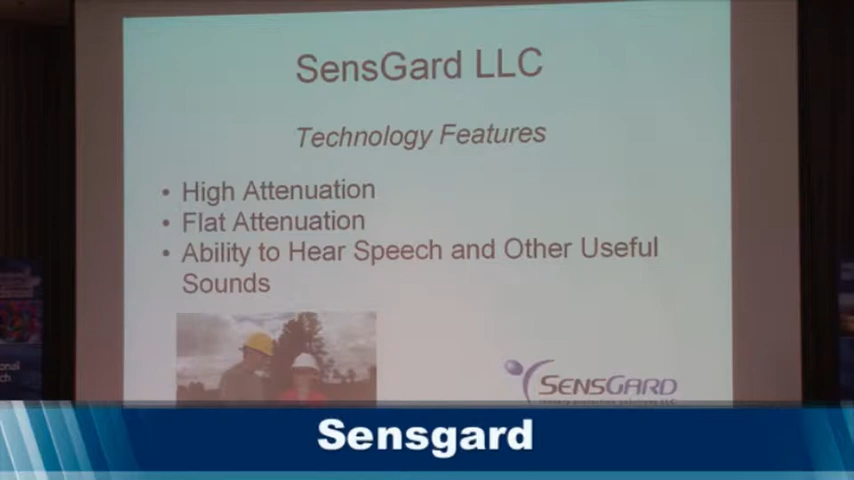 SensGard LLC
Technology Features
• High Attenuation
• Flat Attenuation
• Ability to Hear Speech and Other Useful
Sounds
SENSGARD
Sensgard